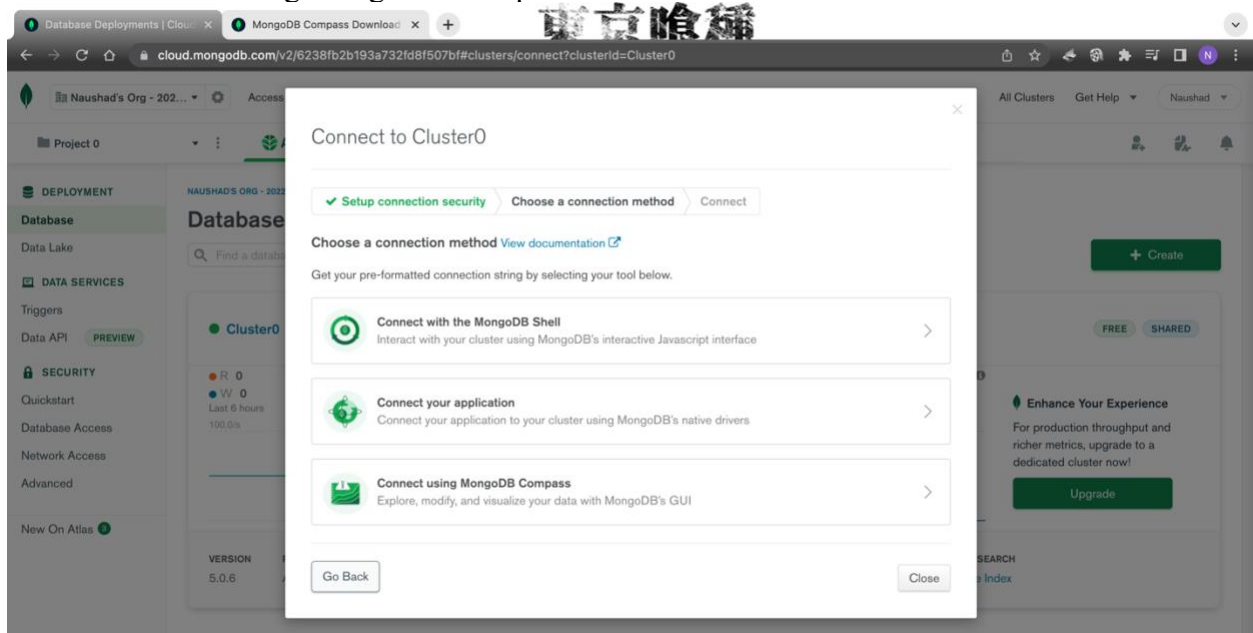 東京喰種
Database Deployments | Clou
MongoDB Compass Download
cloud.mongodb.com/v2/6238fb2b193a732fd8f507bf#clusters/connect?clusterId=Cluster0
N
Naushad's Org - 202...
Access
All Clusters
Get Help
Naushad
Project 0
DEPLOYMENT
Database
Data Lake
DATA SERVICES
Triggers
Data API PREVIEW
SECURITY
Quickstart
Database Access
Network Access
Advanced
New On Atlas 3
NAUSHAD'S ORG - 2022
Database
Find a databa
+ Create
Cluster0
FREE SHARED
R 0
W 0
Last 6 hours
100.0/s
Enhance Your Experience
For production throughput and
richer metrics, upgrade to a
dedicated cluster now!
Upgrade
VERSION
5.0.6
SEARCH
Index
Connect to Cluster0
Setup connection security
Choose a connection method
Connect
Choose a connection method View documentation
Get your pre-formatted connection string by selecting your tool below.
Connect with the MongoDB Shell
Interact with your cluster using MongoDB's interactive Javascript interface
Connect your application
Connect your application to your cluster using MongoDB's native drivers
Connect using MongoDB Compass
Explore, modify, and visualize your data with MongoDB's GUI
Go Back
Close